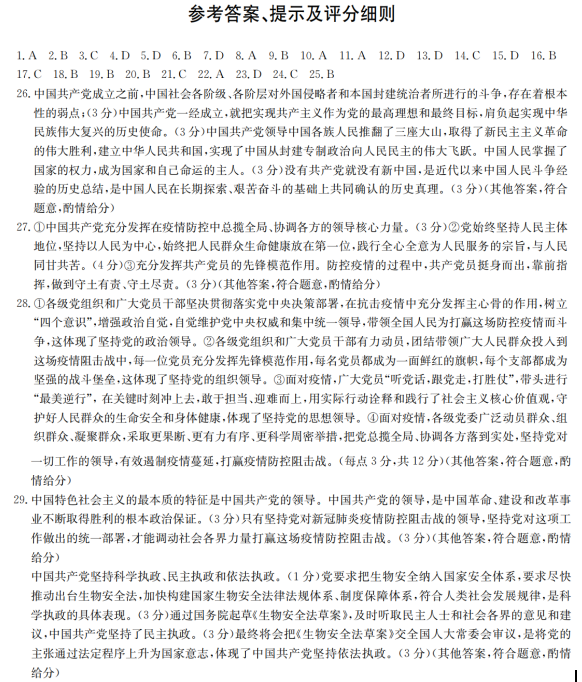 参考答案、提示及评分细则
1. A 2. B 3. C 4. D 5. D 6. B 7. D 8. A 9. B 10. A 11. A 12. D 13. D 14. C 15. D 16. B
17. C 18. B 19. B 20. B 21. C 22. A 23. D 24. C 25. B
26. 中国共产党成立之前,中国社会各阶级、各阶层对外国侵略者和本国封建统治者所进行的斗争,存在着根本
性的弱点;(3 分)中国共产党一经成立,就把实现共产主义作为党的最高理想和最终目标,肩负起实现中华
民族伟大复兴的历史使命。(3 分)中国共产党领导中国各族人民推翻了三座大山,取得了新民主主义革命
的伟大胜利,建立中华人民共和国,实现了中国从封建专制政治向人民民主的伟大飞跃。中国人民掌握了
国家的权力,成为国家和自己命运的主人。(3 分)没有共产党就没有新中国,是近代以来中国人民斗争经
验的历史总结,是中国人民在长期探索、艰苦奋斗的基础上共同确认的历史真理。(3 分)(其他答案,符合
题意,酌情给分)
27. ①中国共产党充分发挥在疫情防控中总揽全局、协调各方的领导核心力量。(3 分)②党始终坚持人民主体
地位,坚持以人民为中心,始终把人民群众生命健康放在第一位,践行全心全意为人民服务的宗旨,与人民
同甘共苦。(4 分)③充分发挥共产党员的先锋模范作用。防控疫情的过程中,共产党员挺身而出,靠前指
挥,做到守土有责、守土尽责。(3 分)(其他答案,符合题意,酌情给分)
28. ①各级党组织和广大党员干部坚决贯彻落实党中央决策部署,在抗击疫情中充分发挥主心骨的作用,树立
“四个意识”,增强政治自觉,自觉维护党中央权威和集中统一领导,带领全国人民为打赢这场防控疫情而斗
争,这体现了坚持党的政治领导。②各级党组织和广大党员干部有力动员,团结带领广大人民群众投入到
这场疫情阻击战中,每一位党员充分发挥先锋模范作用,每名党员都成为一面鲜红的旗帜,每个支部都成为
坚强的战斗堡垒,这体现了坚持党的组织领导。③面对疫情,广大党员“听党话,跟党走,打胜仗”,带头进行
“最美逆行”,在关键时刻冲上去,敢于担当、迎难而上,用实际行动诠释和践行了社会主义核心价值观,守
护好人民群众的生命安全和身体健康,体现了坚持党的思想领导。④面对疫情,各级党委广泛动员群众、组
织群众、凝聚群众,采取更果断、更有力有序、更科学周密举措,把党总揽全局、协调各方落到实处,坚持党对
一切工作的领导,有效遏制疫情蔓延,打赢疫情防控阻击战。(每点 3 分,共 12 分)(其他答案,符合题意,酌
情给分)
29. 中国特色社会主义的最本质的特征是中国共产党的领导。中国共产党的领导,是中国革命、建设和改革事
业不断取得胜利的根本政治保证。(3 分)只有坚持党对新冠肺炎疫情防控阻击战的领导,坚持党对这项工
作做出的统一部署,才能调动社会各界力量打赢这场疫情防控阻击战。(3 分)(其他答案,符合题意,酌情
给分)
中国共产党坚持科学执政、民主执政和依法执政。(1 分)党要求把生物安全纳入国家安全体系,要求尽快
推动出台生物安全法,加快构建国家生物安全法律法规体系、制度保障体系,符合人类社会发展规律,是科
学执政的具体表现。(3 分)通过国务院起草《生物安全法草案》,及时听取民主人士和社会各界的意见和建
议,中国共产党坚持了民主执政。(3 分)最终将会把《生物安全法草案》交全国人大常委会审议,是将党的
主张通过法定程序上升为国家意志,体现了中国共产党坚持依法执政。(3 分)(其他答案,符合题意,酌情
给分)